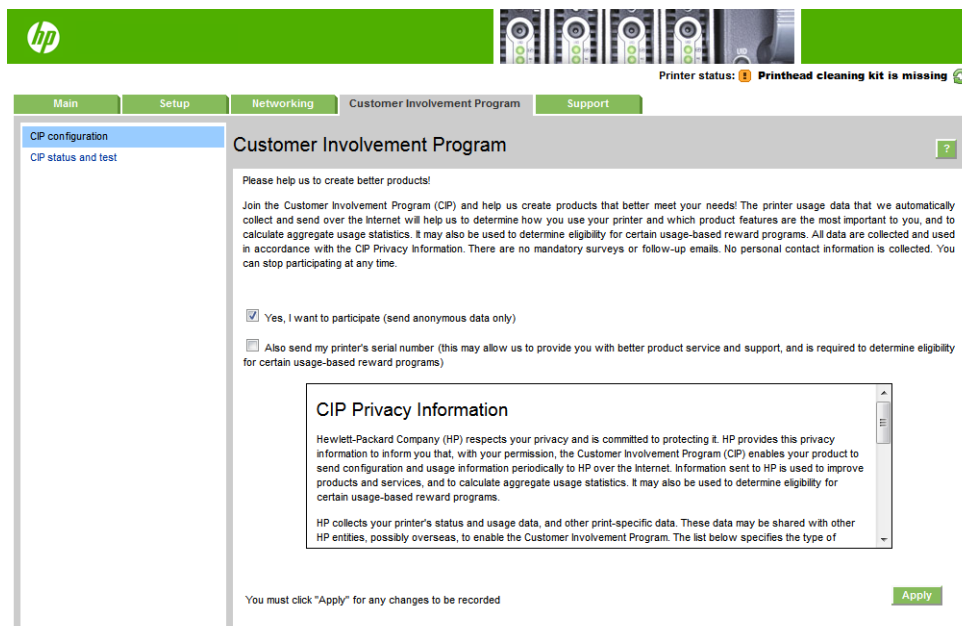 hp
UID
Printer status: Printhead cleaning kit is missing
Main
Setup
Networking
Customer Involvement Program
Support
CIP configuration
CIP status and test
Customer Involvement Program
?
Please help us to create better products!
Join the Customer Involvement Program (CIP) and help us create products that better meet your needs! The printer usage data that we automatically
collect and send over the Internet will help us to determine how you use your printer and which product features are the most important to you, and to
calculate aggregate usage statistics. It may also be used to determine eligibility for certain usage-based reward programs. All data are collected and used
in accordance with the CIP Privacy Information. There are no mandatory surveys or follow-up emails. No personal contact information is collected. You
can stop participating at any time.
Yes, I want to participate (send anonymous data only)
Also send my printer's serial number (this may allow us to provide you with better product service and support, and is required to determine eligibility
for certain usage-based reward programs)
CIP Privacy Information
Hewlett-Packard Company (HP) respects your privacy and is committed to protecting it. HP provides this privacy
information to inform you that, with your permission, the Customer Involvement Program (CIP) enables your product to
send configuration and usage information periodically to HP over the Internet. Information sent to HP is used to improve
products and services, and to calculate aggregate usage statistics. It may also be used to determine eligibility for
certain usage-based reward programs.
HP collects your printer's status and usage data, and other print-specific data. These data may be shared with other
HP entities, possibly overseas, to enable the Customer Involvement Program. The list below specifies the type of
You must click "Apply" for any changes to be recorded
Apply